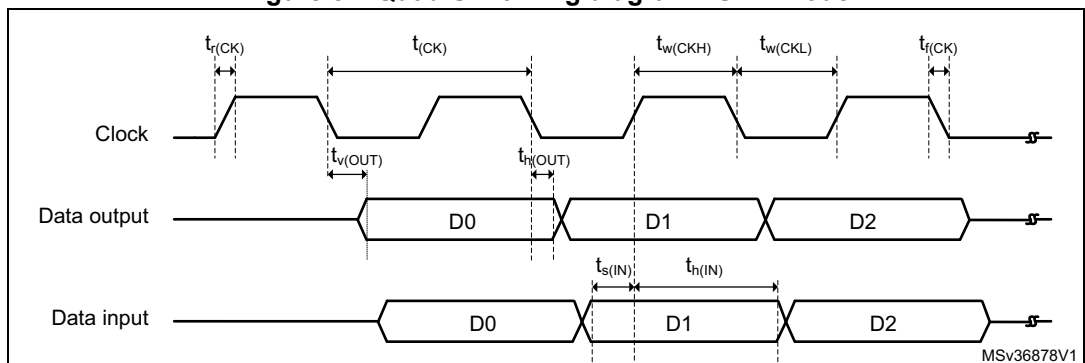 t_r(CK) t_(CK) t_w(CKH) t_w(CKL) t_f(CK)
Clock
t_v(OUT) t_h(OUT)
Data output D0 D1 D2
t_s(IN) t_h(IN)
Data input D0 D1 D2
MSv36878V1